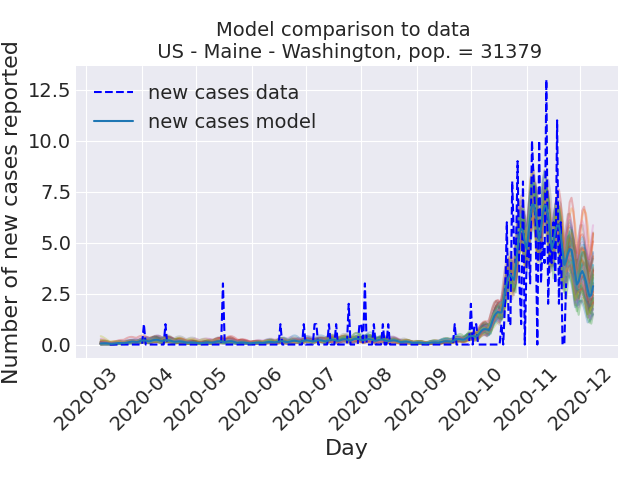 Model comparison to data
US - Maine - Washington, pop. = 31379
Number of new cases reported
12.5
10.0
7.5
5.0
2.5
0.0
new cases data
new cases model
2020-03
2020-04
2020-05
2020-06
2020-07
2020-08
2020-09
2020-10
2020-11
2020-12
Day